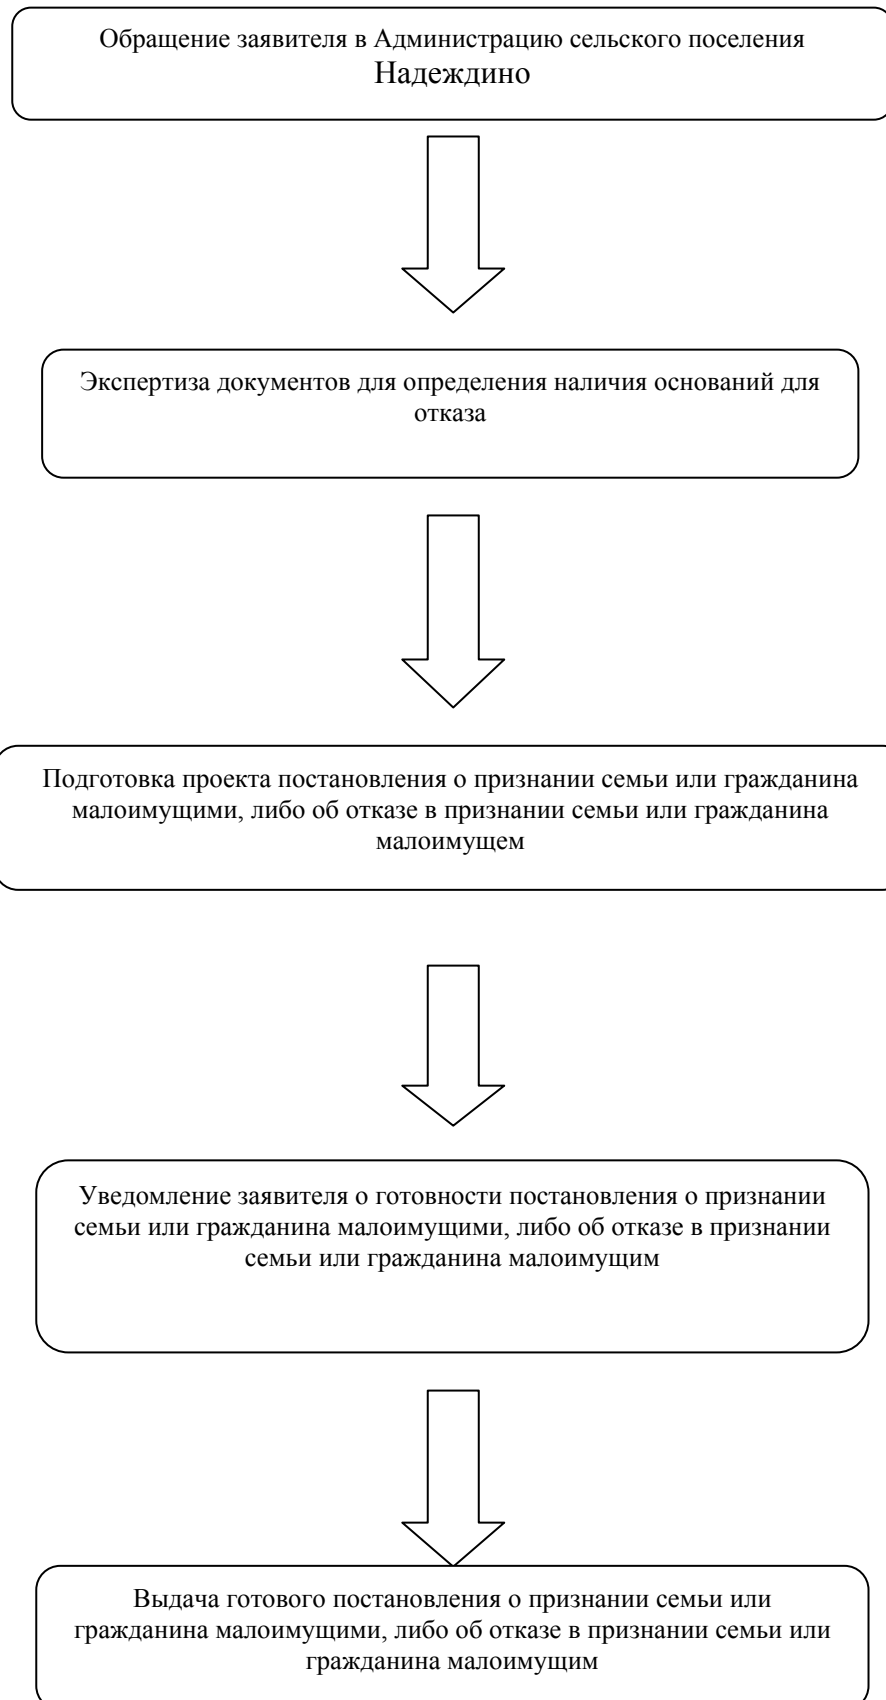 Обращение заявителя в Администрацию сельского поселения
Надеждино
Экспертиза документов для определения наличия оснований для
отказа
Подготовка проекта постановления о признании семьи или гражданина
малоимущими, либо об отказе в признании семьи или гражданина
малоимущем
Уведомление заявителя о готовности постановления о признании
семьи или гражданина малоимущими, либо об отказе в признании
семьи или гражданина малоимущим
Выдача готового постановления о признании семьи или
гражданина малоимущими, либо об отказе в признании семьи или
гражданина малоимущим